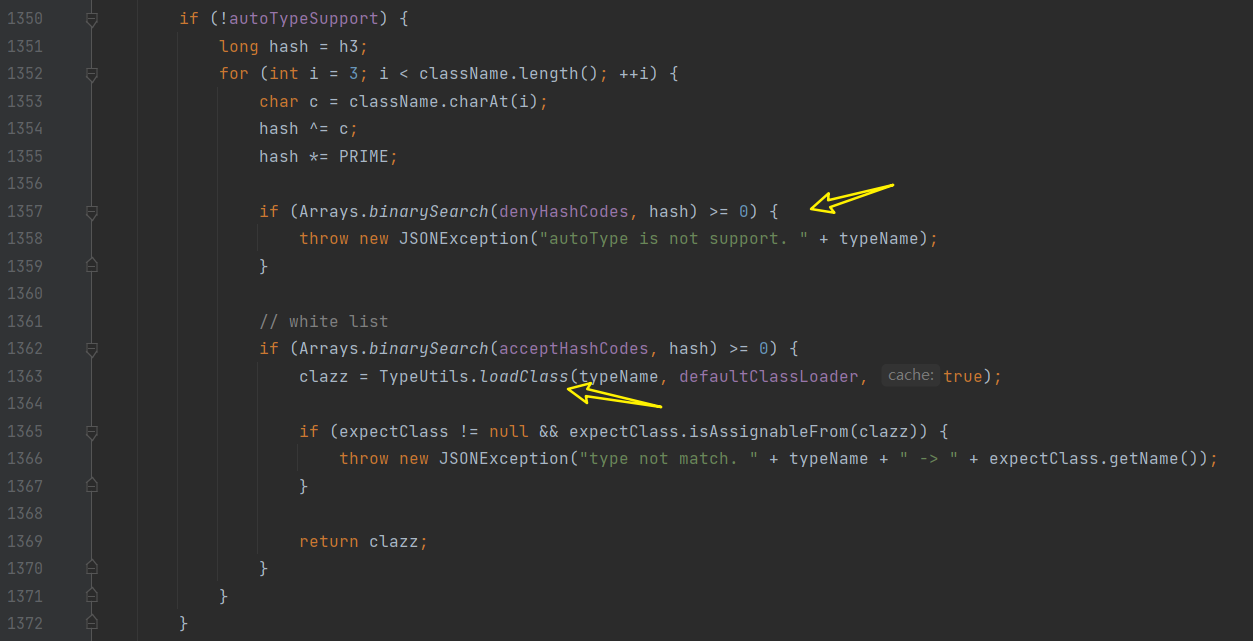 1350 if (!autoTypeSupport) {
1351 long hash = h3;
1352 for (int i = 3; i < className.length(); ++i) {
1353 char c = className.charAt(i);
1354 hash ^= c;
1355 hash *= PRIME;
1356
1357 if (Arrays.binarySearch(denyHashCodes, hash) >= 0) {
1358 throw new JSONException("autoType is not support. " + typeName);
1359 }
1360
1361 // white list
1362 if (Arrays.binarySearch(acceptHashCodes, hash) >= 0) {
1363 clazz = TypeUtils.loadClass(typeName, defaultClassLoader, cache: true);
1364
1365 if (expectClass != null && expectClass.isAssignableFrom(clazz)) {
1366 throw new JSONException("type not match. " + typeName + " -> " + expectClass.getName());
1367 }
1368
1369 return clazz;
1370 }
1371 }
1372 }